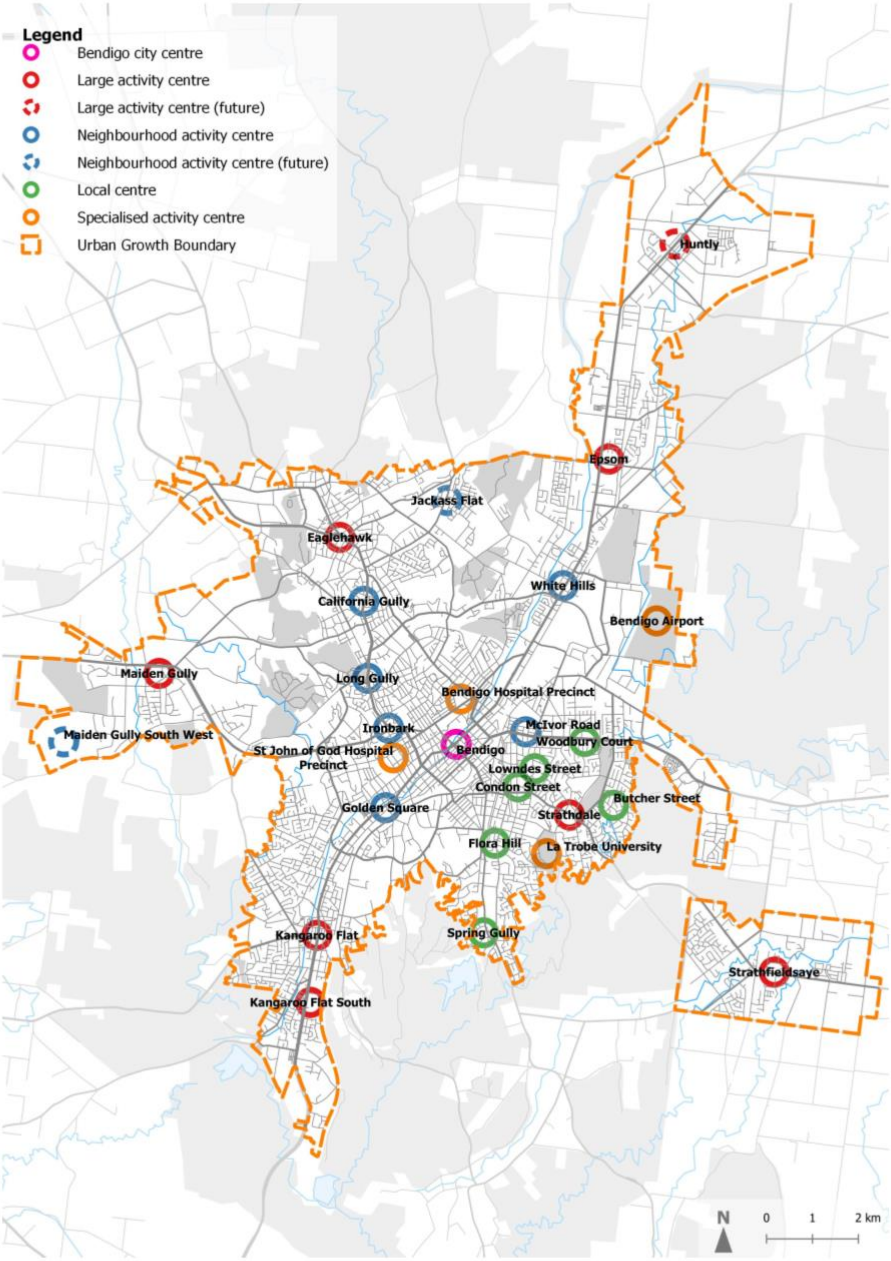 Legend
Bendigo city centre
Large activity centre
Large activity centre (future)
Neighbourhood activity centre
Neighbourhood activity centre (future)
Local centre
Specialised activity centre
Urban Growth Boundary
Huntly
Epsom
Jackass Flat
Eaglehawk
White Hills
California Gully
Bendigo Airport
Maiden Gully
Long Gully
Bendigo Hospital Precinct
Ironbark
McIvor Road
Maiden Gully South West
Woodbury Court
St John of God Hospital
Precinct
Bendigo
Lowndes Street
Condon Street
Butcher Street
Golden Square
Strathdale
Flora Hill
La Trobe University
Kangaroo Flat
Spring Gully
Strathfieldsaye
Kangaroo Flat South
N
0 1 2 km